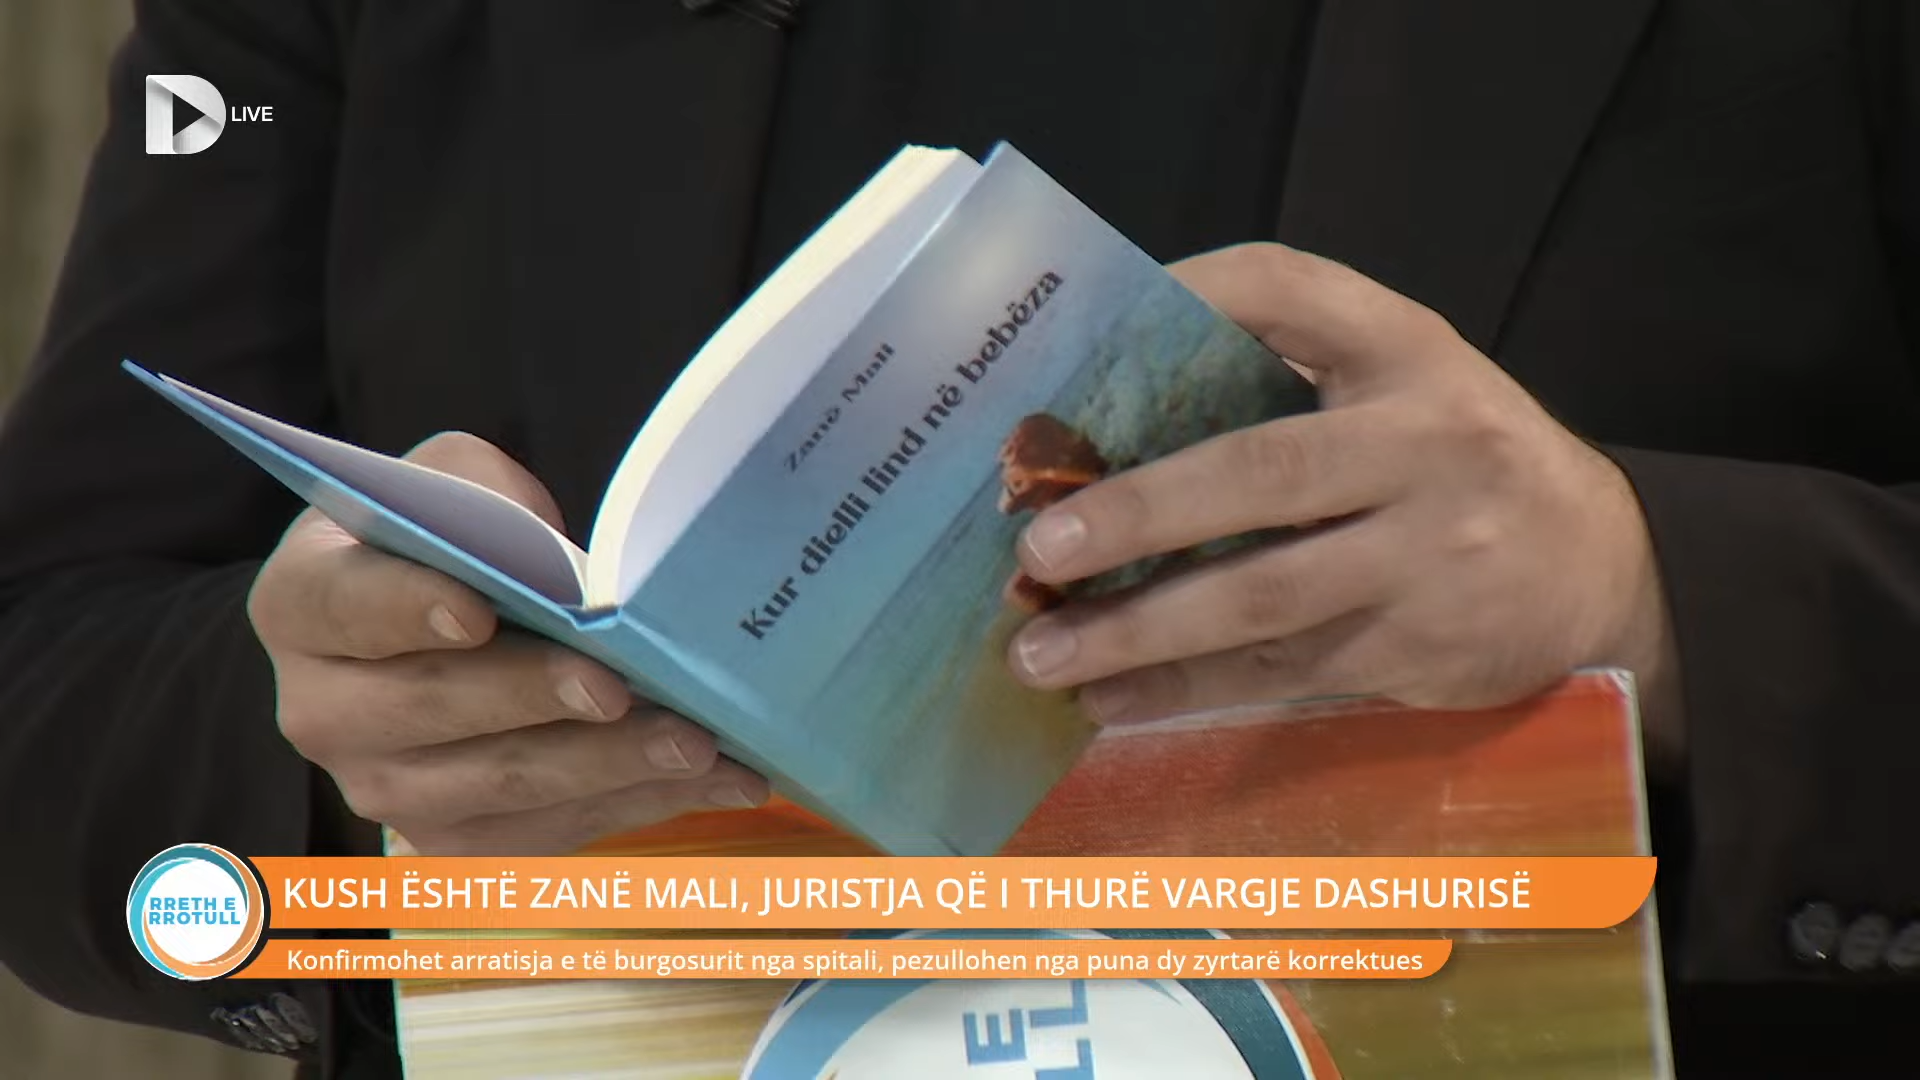 LIVE
Zanë Mali
Kur dielli lind në bebëza
RRETH E
RROTULL
KUSH ËSHTË ZANË MALI, JURISTJA QË I THURË VARGJE DASHURISË
Konfirmohet arratisja e të burgosurit nga spitali, pezullohen nga puna dy zyrtarë korrektues
E
LL